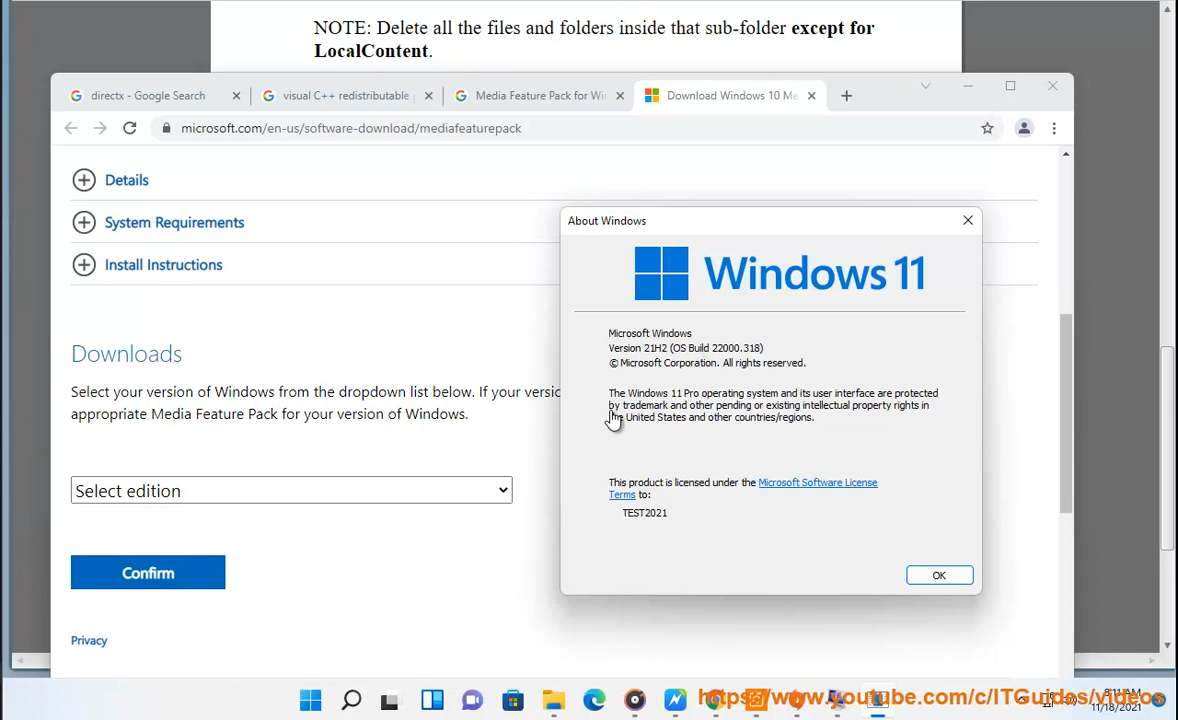 NOTE: Delete all the files and folders inside that sub-folder except for
LocalContent.
directx - Google Search
visual C++ redistributable
Media Feature Pack for Wi
Download Windows 10 Me
microsoft.com/en-us/software-download/mediafeaturepack
Details
System Requirements
Install Instructions
Downloads
Select your version of Windows from the dropdown list below. If your versi
appropriate Media Feature Pack for your version of Windows.
Select edition
Confirm
Privacy
About Windows
Windows 11
Microsoft Windows
Version 21H2 (OS Build 22000.318)
© Microsoft Corporation. All rights reserved.
The Windows 11 Pro operating system and its user interface are protected
by trademark and other pending or existing intellectual property rights in
the United States and other countries/regions.
This product is licensed under the Microsoft Software License
Terms to:
TEST2021
OK
https://www.youtube.com/c/ITGuides/videos
8:11 AM
11/18/2021